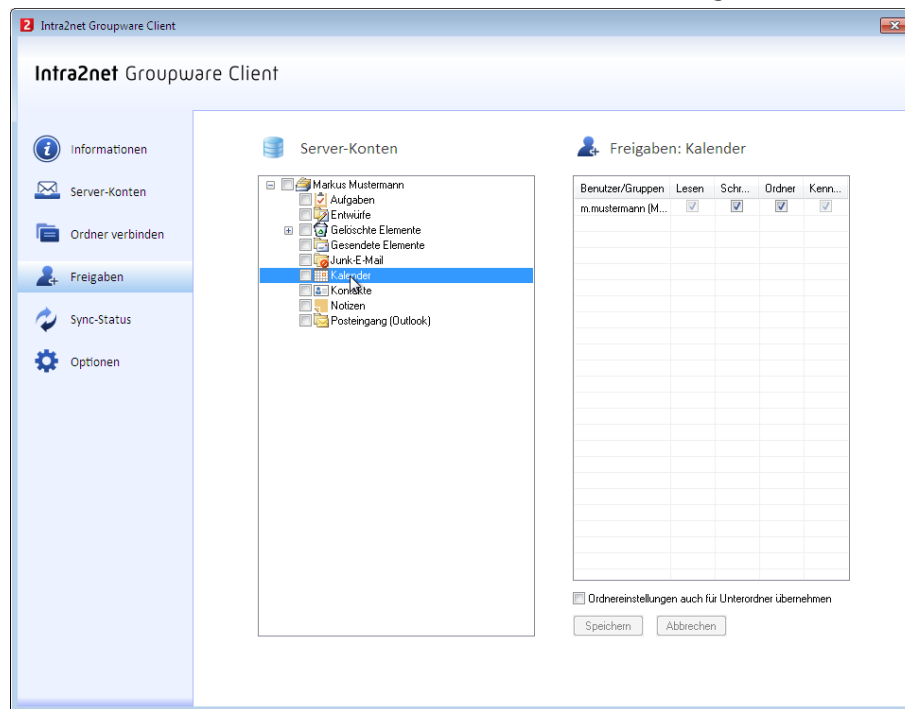 Intra2net Groupware Client
Intra2net Groupware Client
Informationen
Server-Konten
Ordner verbinden
Freigaben
Sync-Status
Optionen
Server-Konten
Markus Mustermann
Aufgaben
Entwürfe
Gelöschte Elemente
Gesendete Elemente
Junk-E-Mail
Kalender
Kontakte
Notizen
Posteingang (Outlook)
Freigaben: Kalender
Benutzer/Gruppen Lesen Schr... Ordner Kenn...
m.mustermann (M...
Ordnereinstellungen auch für Unterordner übernehmen
Speichern Abbrechen